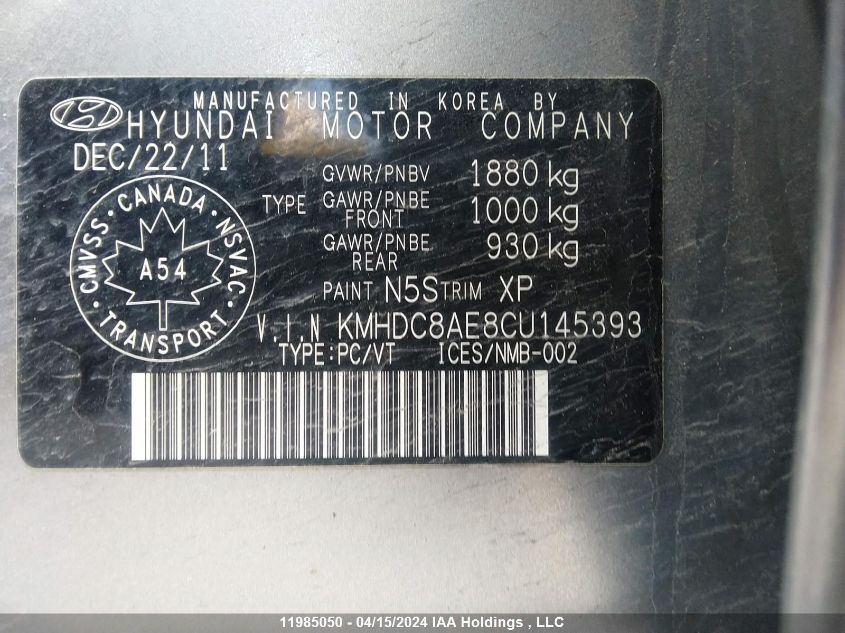 MANUFACTURED IN KOREA BY
HYUNDAI MOTOR COMPANY
DEC/22/11
GVWR/PNBV 1880 kg
TYPE GAWR/PNBE FRONT 1000 kg
GAWR/PNBE REAR 930 kg
CMVSS · CANADA · NSVAC · TRANSPORT ·
A54
PAINT N5S TRIM XP
V.I.N KMHDC8AE8CU145393
TYPE:PC/VT ICES/NMB-002
11985050 - 04/15/2024 IAA Holdings , LLC